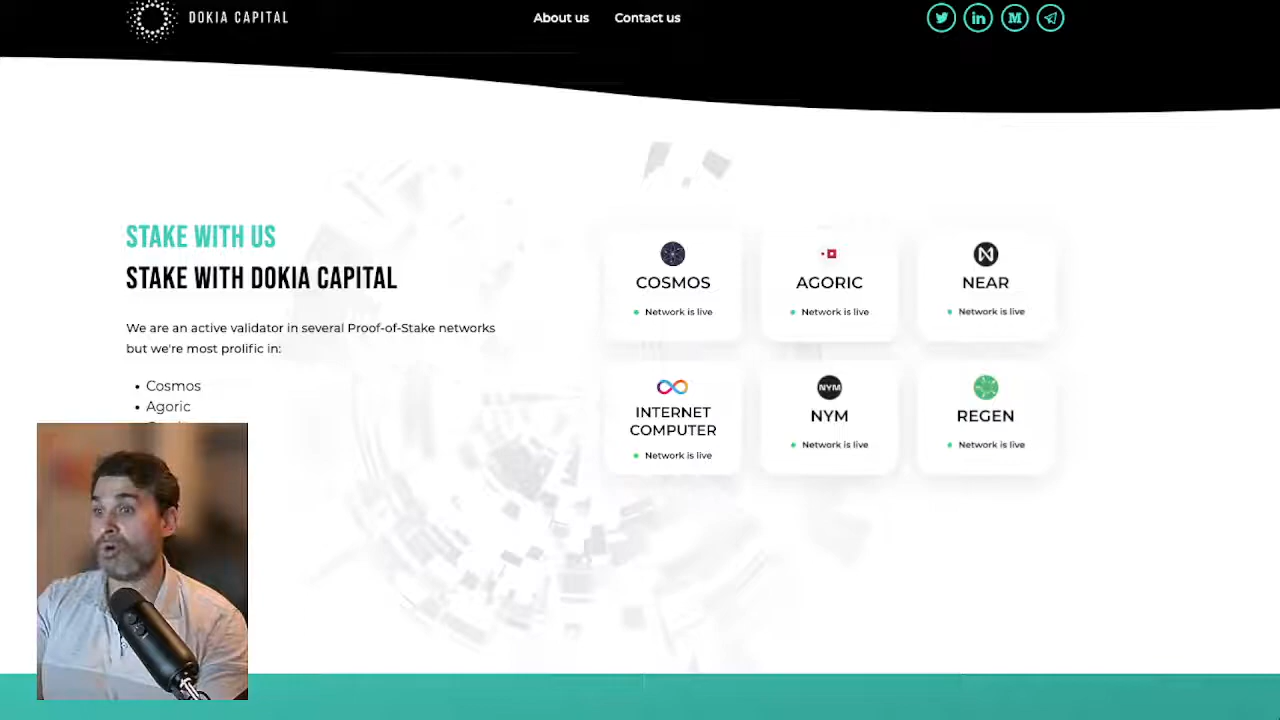 DOKIA CAPITAL
About us
Contact us
STAKE WITH US
STAKE WITH DOKIA CAPITAL
We are an active validator in several Proof-of-Stake networks
but we're most prolific in:
• Cosmos
• Agoric
COSMOS
Network is live
AGORIC
Network is live
NEAR
Network is live
INTERNET
COMPUTER
Network is live
NYM
NYM
Network is live
REGEN
Network is live